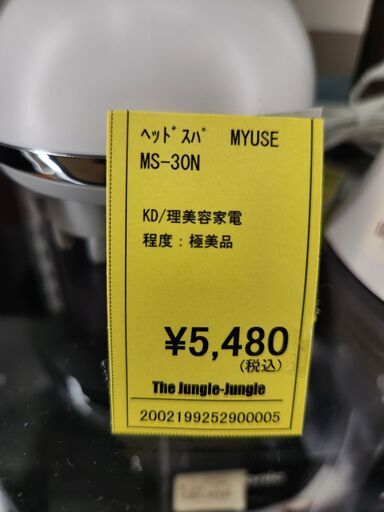 ﾍｯﾄﾞｽﾊﾟ MYUSE
MS-30N
KD/理美容家電
程度：極美品
¥5,480
(税込)
The Jungle-Jungle
2002199252900005